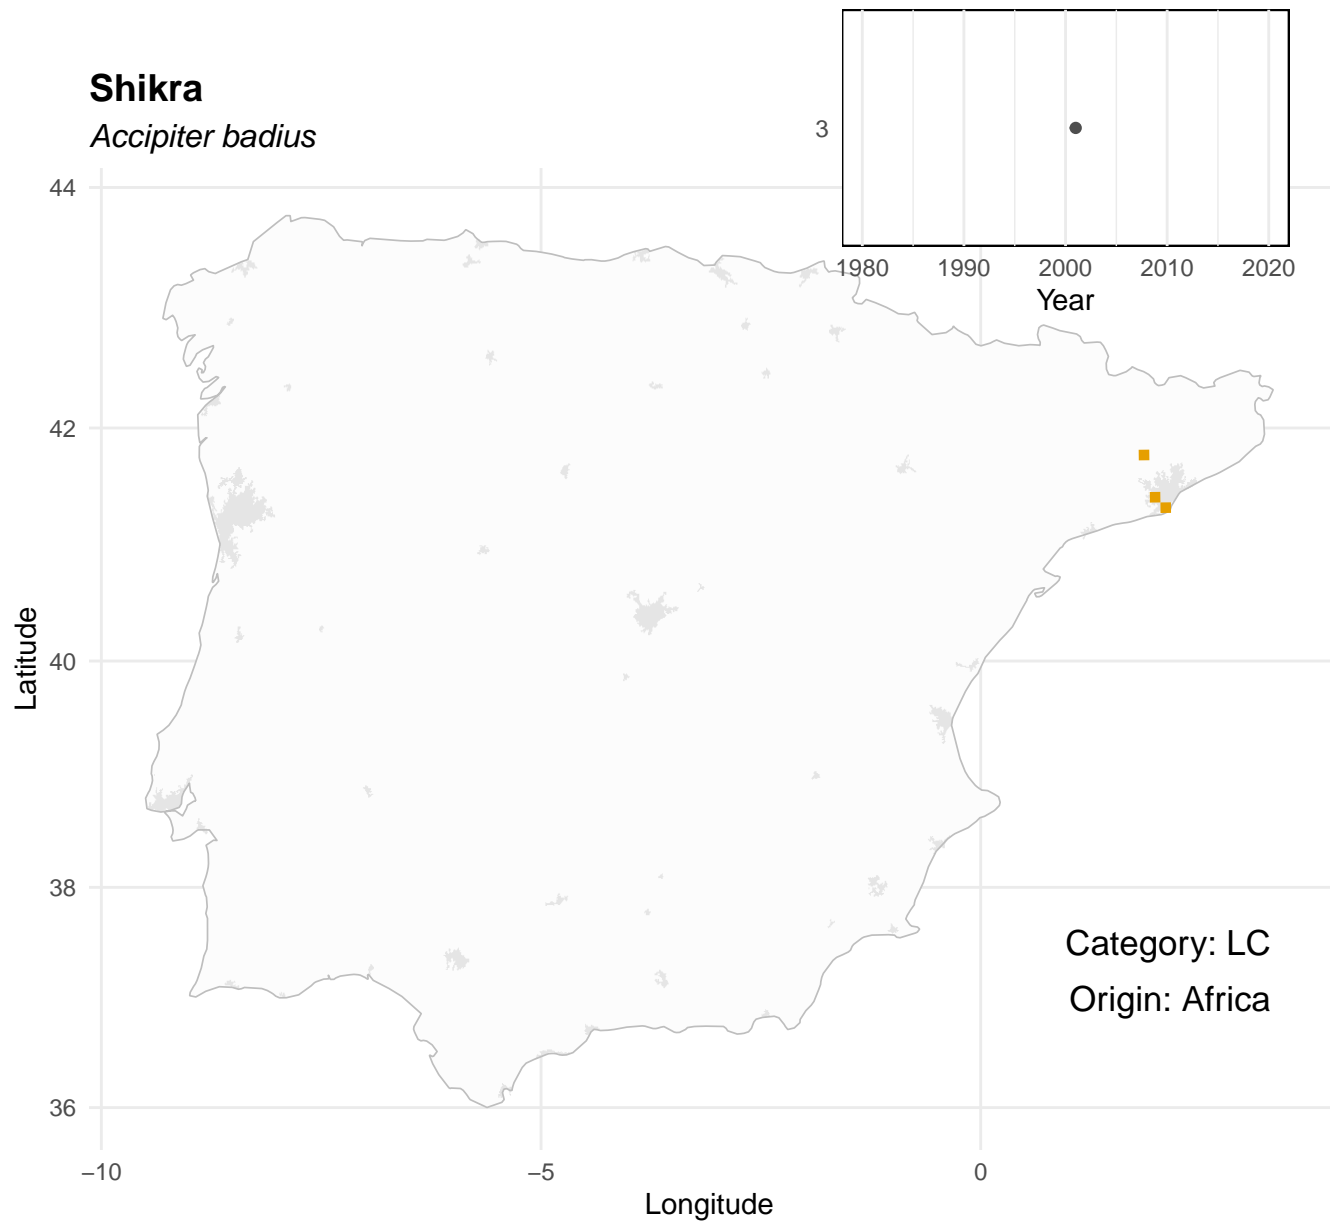 Shikra
Accipiter badius
3
1980 1990 2000 2010 2020
Year
44
42
40
38
36
Latitude
Category: LC
Origin: Africa
−10 −5 0
Longitude